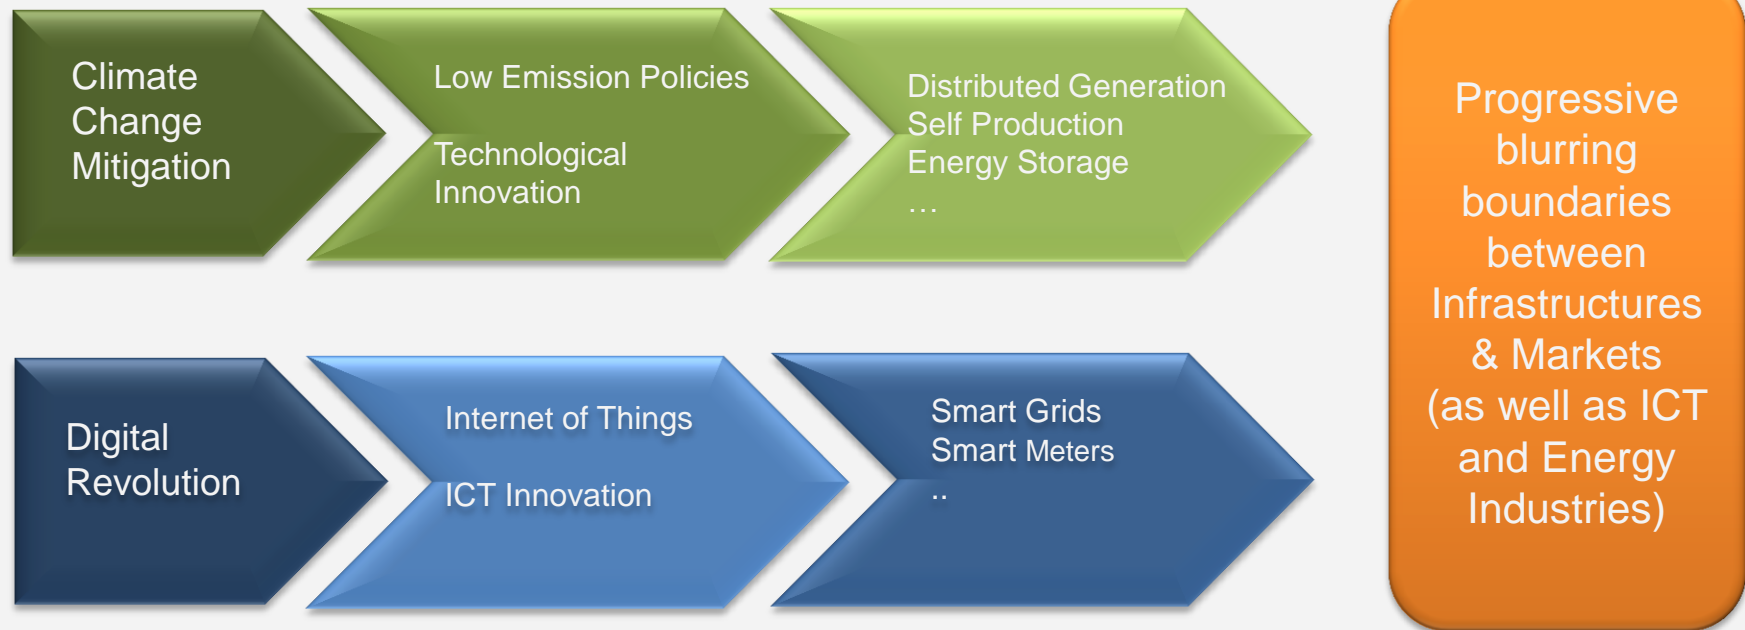 Climate
Change
Mitigation
Low Emission Policies
Technological
Innovation
Distributed Generation
Self Production
Energy Storage
…
Digital
Revolution
Internet of Things
ICT Innovation
Smart Grids
Smart Meters
..
Progressive
blurring
boundaries
between
Infrastructures
& Markets
(as well as ICT
and Energy
Industries)